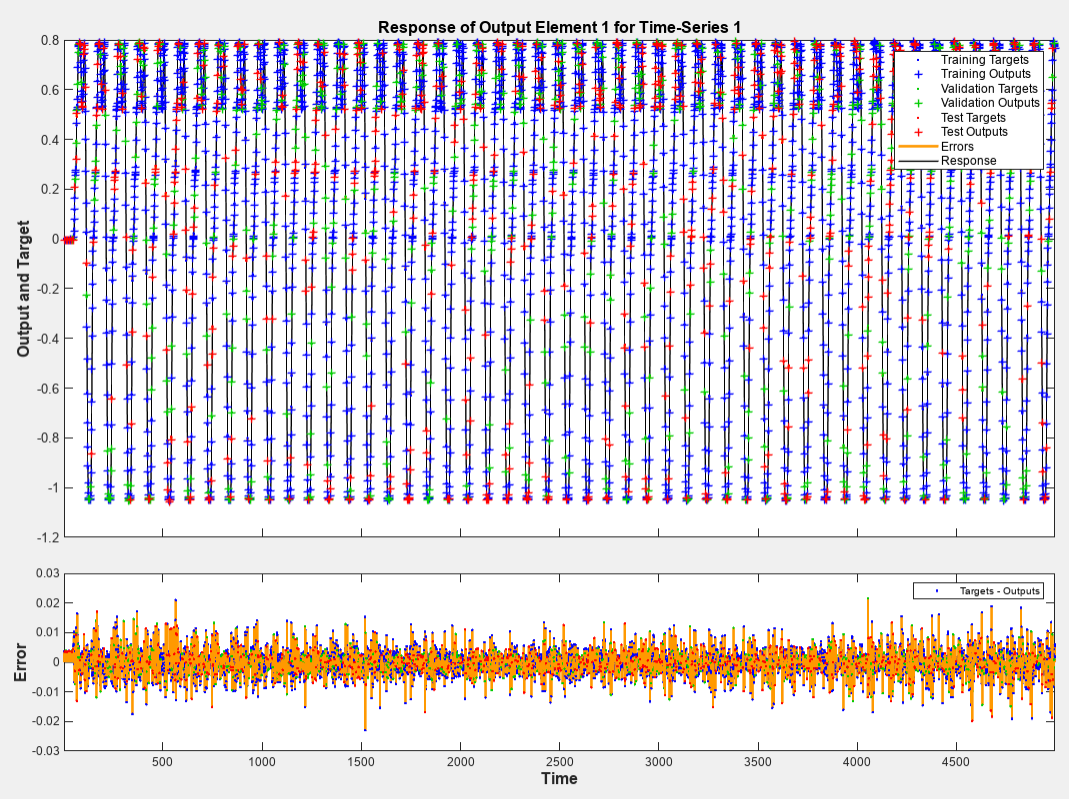 Response of Output Element 1 for Time-Series 1
Output and Target
0.8
0.6
0.4
0.2
0
-0.2
-0.4
-0.6
-0.8
-1
-1.2
Training Targets
Training Outputs
Validation Targets
Validation Outputs
Test Targets
Test Outputs
Errors
Response
Error
0.03
0.02
0.01
0
-0.01
-0.02
-0.03
Targets - Outputs
500 1000 1500 2000 2500 3000 3500 4000 4500
Time